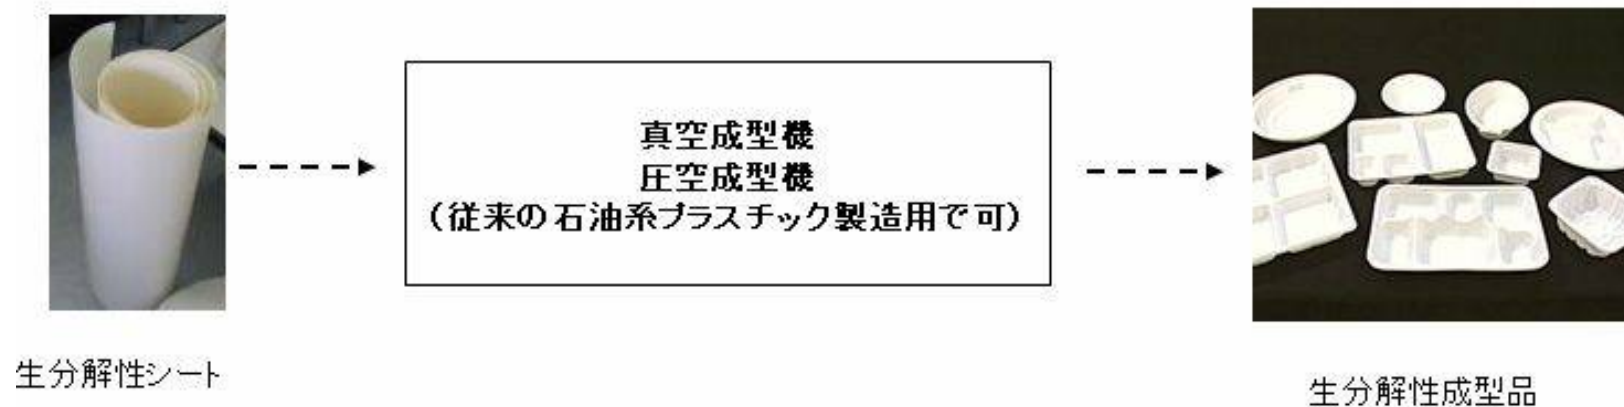 真空成型機
圧空成型機
（従来の石油系プラスチック製造用で可）
生分解性シート
生分解性成型品